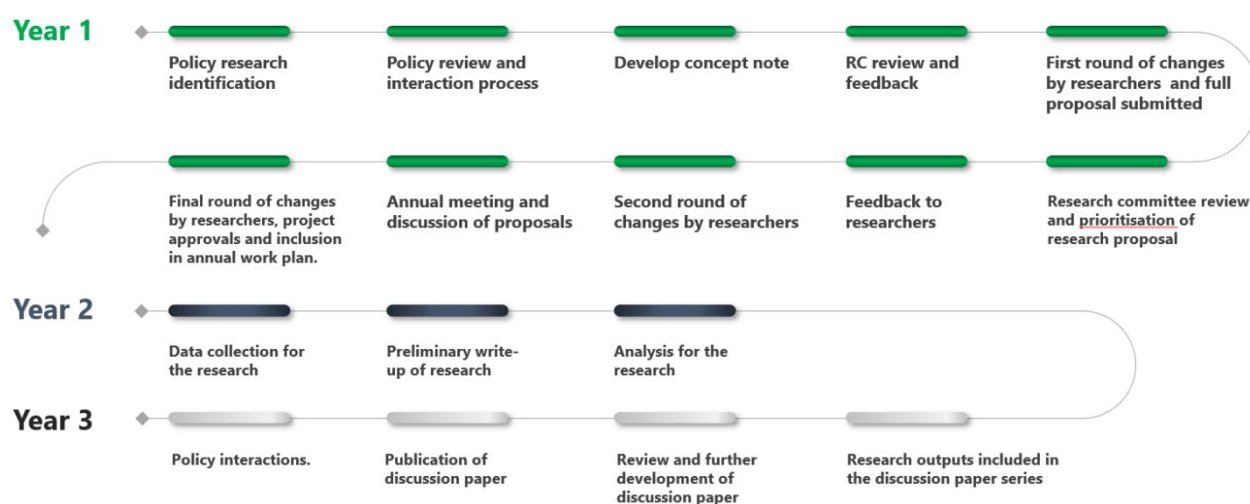 Year 1
Policy research
identification
Policy review and
interaction process
Develop concept note
RC review and
feedback
First round of changes
by researchers and full
proposal submitted
Final round of changes
by researchers, project
approvals and inclusion
in annual work plan.
Annual meeting and
discussion of proposals
Second round of
changes by researchers
Feedback to
researchers
Research committee review
and prioritisation of
research proposal
Year 2
Data collection for
the research
Preliminary write-
up of research
Analysis for the
research
Year 3
Policy interactions.
Publication of
discussion paper
Review and further
development of
discussion paper
Research outputs included in
the discussion paper series